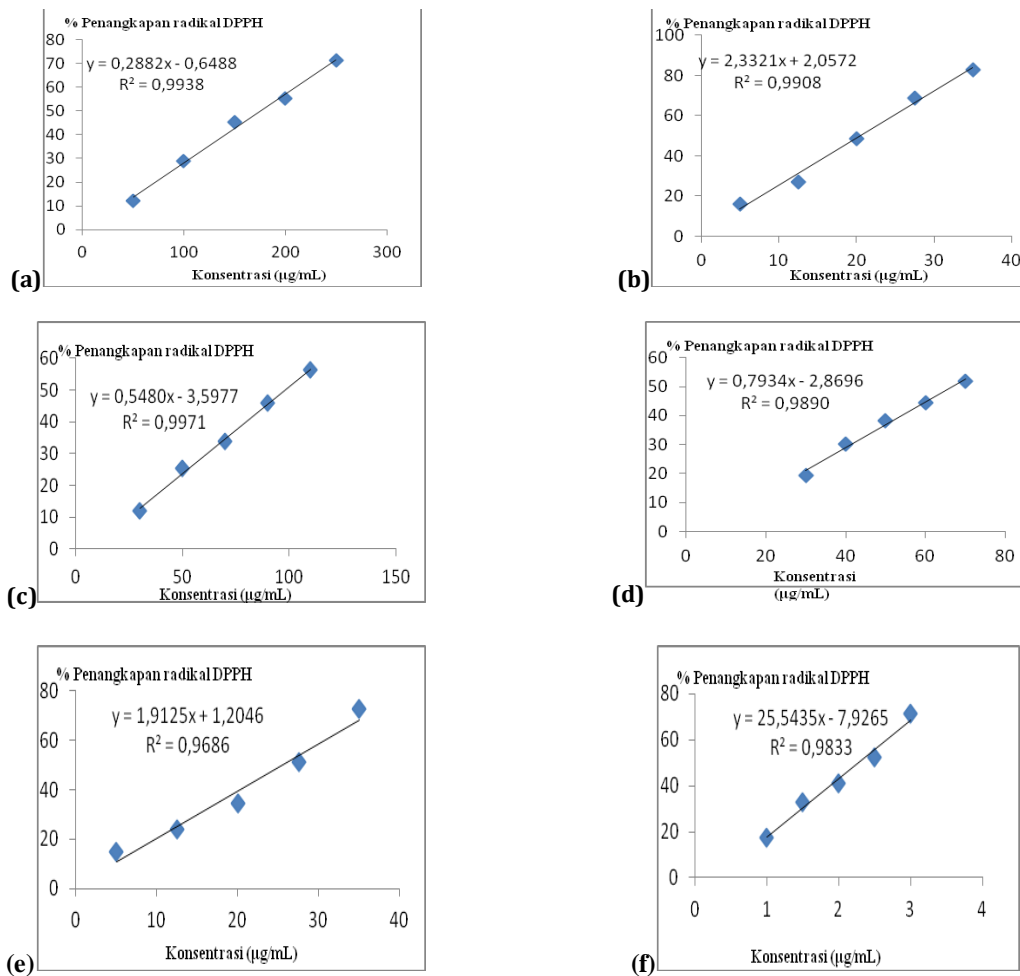 % Penangkapan radikal DPPH
y = 0,2882x - 0,6488
R² = 0,9938
80
70
60
50
40
30
20
10
0
0 100 200 300
Konsentrasi (µg/mL)
(a)
% Penangkapan radikal DPPH
y = 2,3321x + 2,0572
R² = 0,9908
100
80
60
40
20
0
0 10 20 30 40
Konsentrasi (µg/mL)
(b)
% Penangkapan radikal DPPH
y = 0,5480x - 3,5977
R² = 0,9971
60
50
40
30
20
10
0
0 50 100 150
Konsentrasi (µg/mL)
(c)
% Penangkapan radikal DPPH
y = 0,7934x - 2,8696
R² = 0,9890
60
50
40
30
20
10
0
0 20 40 60 80
Konsentrasi
(µg/mL)
(d)
% Penangkapan radikal DPPH
y = 1,9125x + 1,2046
R² = 0,9686
80
60
40
20
0
0 10 20 30 40
Konsentrasi (µg/mL)
(e)
% Penangkapan radikal DPPH
y = 25,5435x - 7,9265
R² = 0,9833
80
60
40
20
0
0 1 2 3 4
Konsentrasi (µg/mL)
(f)